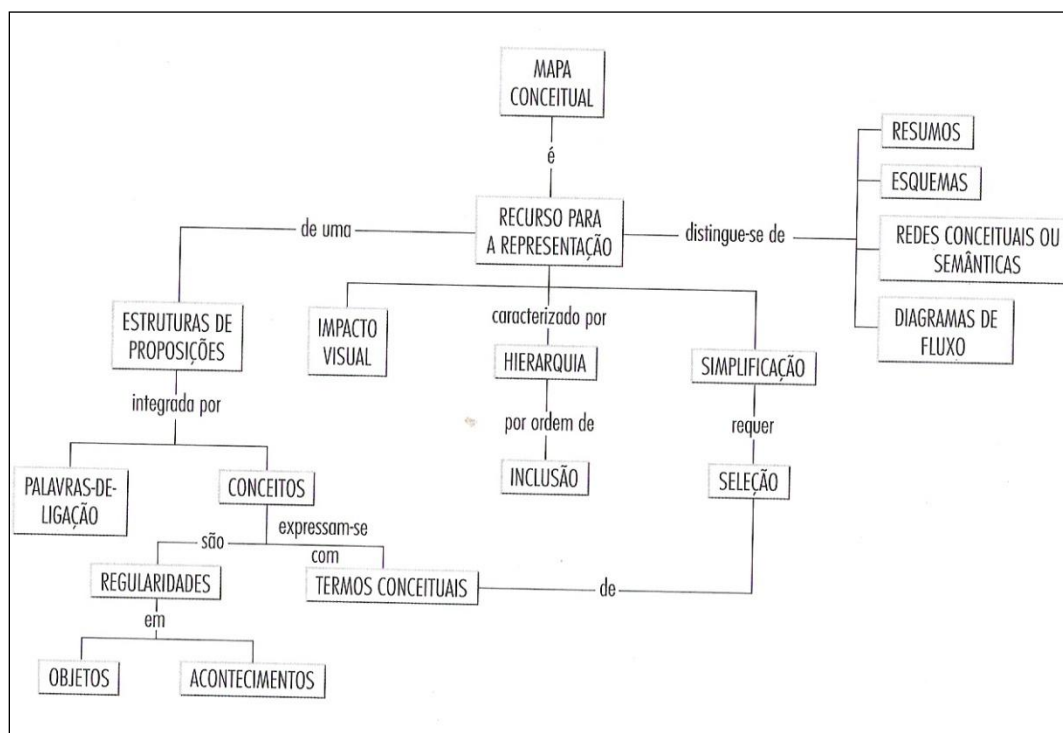 MAPA
CONCEITUAL
é
RECURSO PARA
A REPRESENTAÇÃO
de uma
distingue-se de
RESUMOS
ESQUEMAS
REDES CONCEITUAIS OU
SEMÂNTICAS
DIAGRAMAS DE
FLUXO
ESTRUTURAS DE
PROPOSIÇÕES
IMPACTO
VISUAL
caracterizado por
HIERARQUIA
SIMPLIFICAÇÃO
integrada por
por ordem de
requer
PALAVRAS-DE-
LIGAÇÃO
CONCEITOS
INCLUSÃO
SELEÇÃO
são
expressam-se
com
REGULARIDADES
TERMOS CONCEITUAIS
de
em
OBJETOS
ACONTECIMENTOS